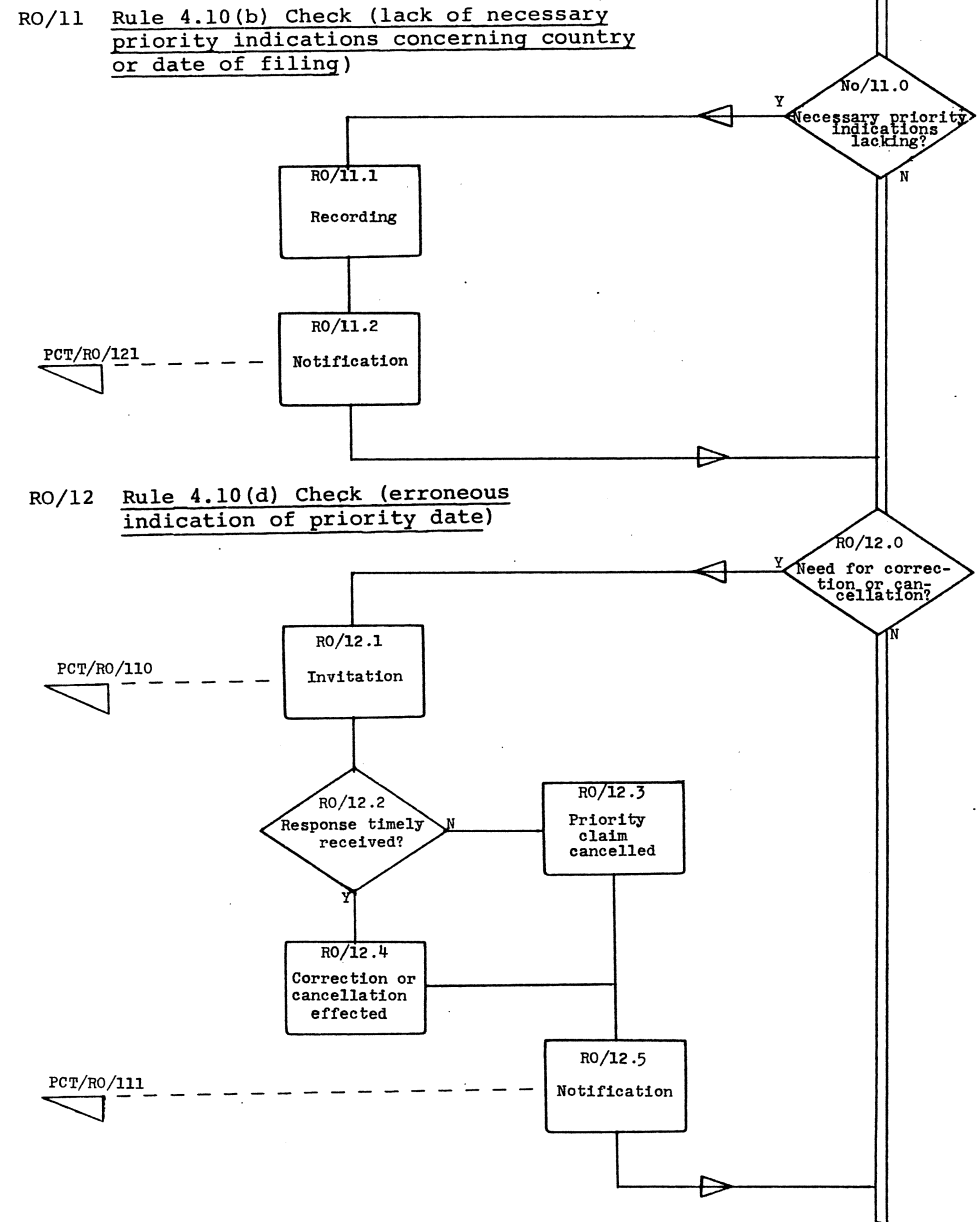 RO/11 Rule 4.10(b) Check (lack of necessary
priority indications concerning country
or date of filing)
No/11.0
Y
Necessary priority
indications
lacking?
N
RO/11.1
Recording
RO/11.2
Notification
PCT/RO/121
RO/12 Rule 4.10(d) Check (erroneous
indication of priority date)
RO/12.0
Y
Need for correc-
tion or can-
cellation?
N
RO/12.1
Invitation
PCT/RO/110
RO/12.2
Response timely
received?
N
Y
RO/12.3
Priority
claim
cancelled
RO/12.4
Correction or
cancellation
effected
RO/12.5
Notification
PCT/RO/111